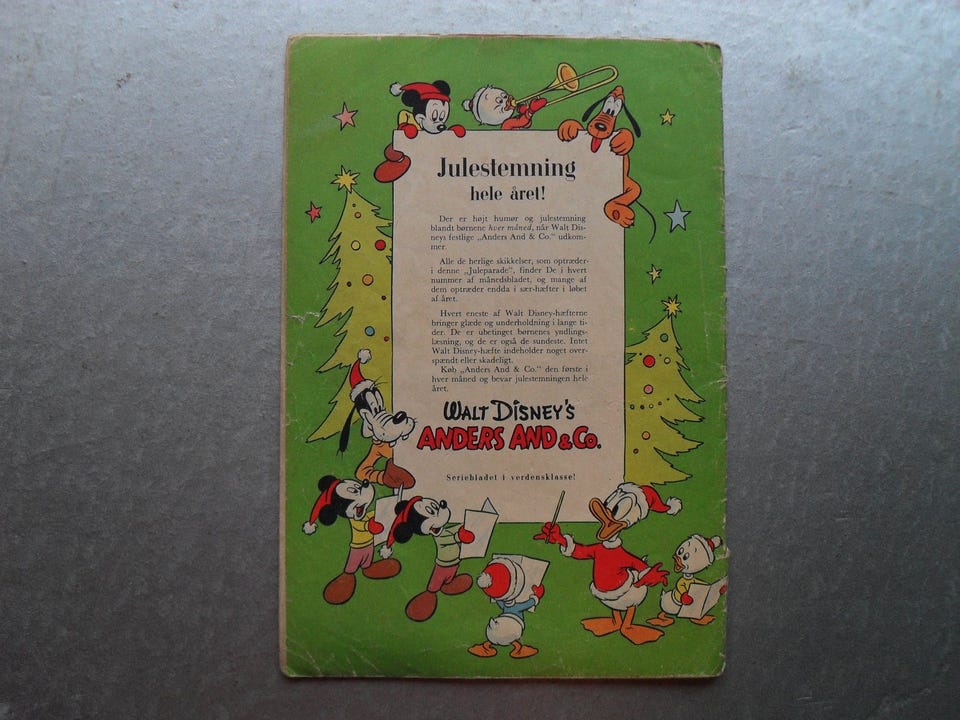 Julestemning
hele året!
Der er højt humør og julestemning
blandt børnene hver måned, når Walt Dis-
neys festlige „Anders And & Co.“ udkom-
mer.
Alle de herlige skikkelser, som optræder-
i denne „Juleparade“, finder De i hvert
nummer af månedsbladet, og mange af
dem optræder endda i sær-hæfter i løbet
af året.
Hvert eneste af Walt Disney-hæfterne
bringer glæde og underholdning i lange ti-
der. De er ubetinget børnenes yndlings-
læsning, og de er også de sundeste. Intet
Walt Disney-hæfte indeholder noget over-
spændt eller skadeligt.
Køb „Anders And & Co.“ den første i
hver måned og bevar julestemningen hele
året.
WALT DISNEY'S
ANDERS AND & Co.
Seriebladet i verdensklasse!